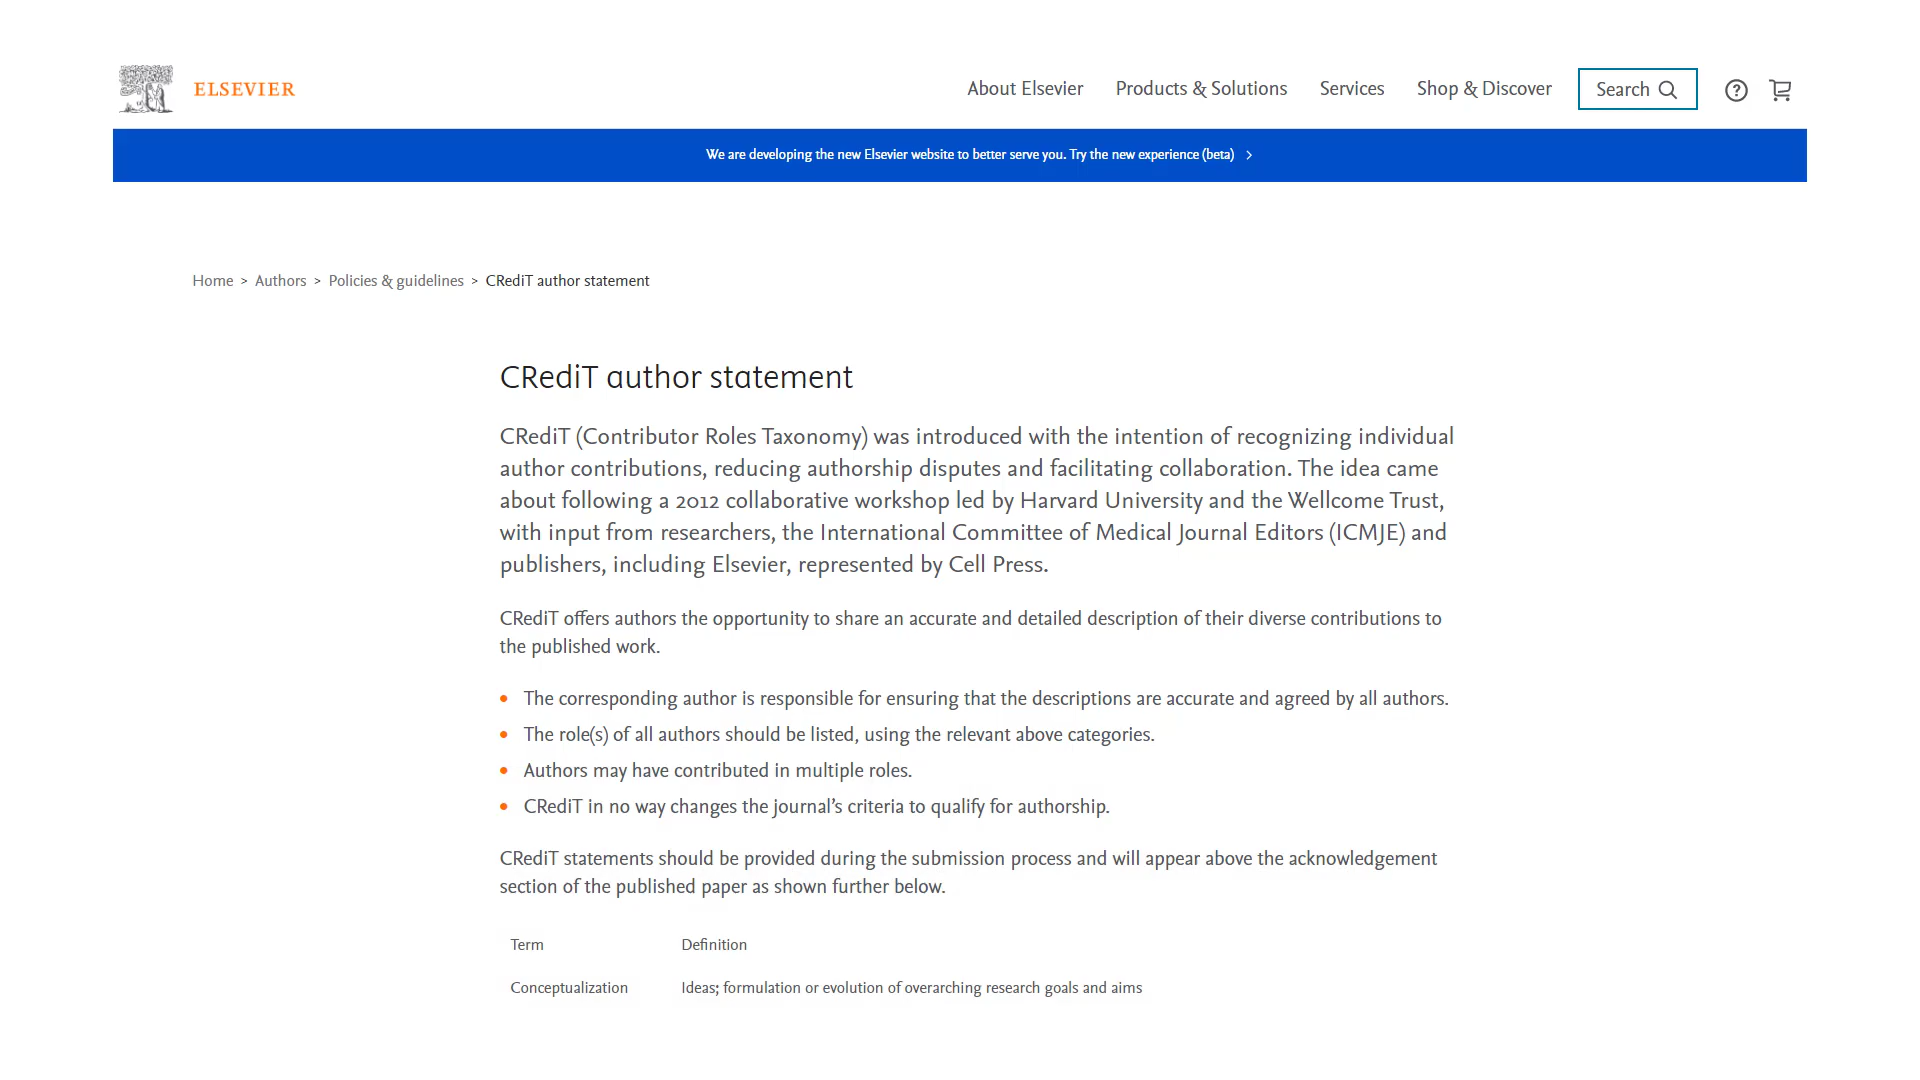 ELSEVIER
About Elsevier
Products & Solutions
Services
Shop & Discover
Search
We are developing the new Elsevier website to better serve you. Try the new experience (beta) >
Home > Authors > Policies & guidelines > CRediT author statement
CRediT author statement
CRediT (Contributor Roles Taxonomy) was introduced with the intention of recognizing individual
author contributions, reducing authorship disputes and facilitating collaboration. The idea came
about following a 2012 collaborative workshop led by Harvard University and the Wellcome Trust,
with input from researchers, the International Committee of Medical Journal Editors (ICMJE) and
publishers, including Elsevier, represented by Cell Press.
CRediT offers authors the opportunity to share an accurate and detailed description of their diverse contributions to
the published work.
• The corresponding author is responsible for ensuring that the descriptions are accurate and agreed by all authors.
• The role(s) of all authors should be listed, using the relevant above categories.
• Authors may have contributed in multiple roles.
• CRediT in no way changes the journal’s criteria to qualify for authorship.
CRediT statements should be provided during the submission process and will appear above the acknowledgement
section of the published paper as shown further below.
Term Definition
Conceptualization Ideas; formulation or evolution of overarching research goals and aims